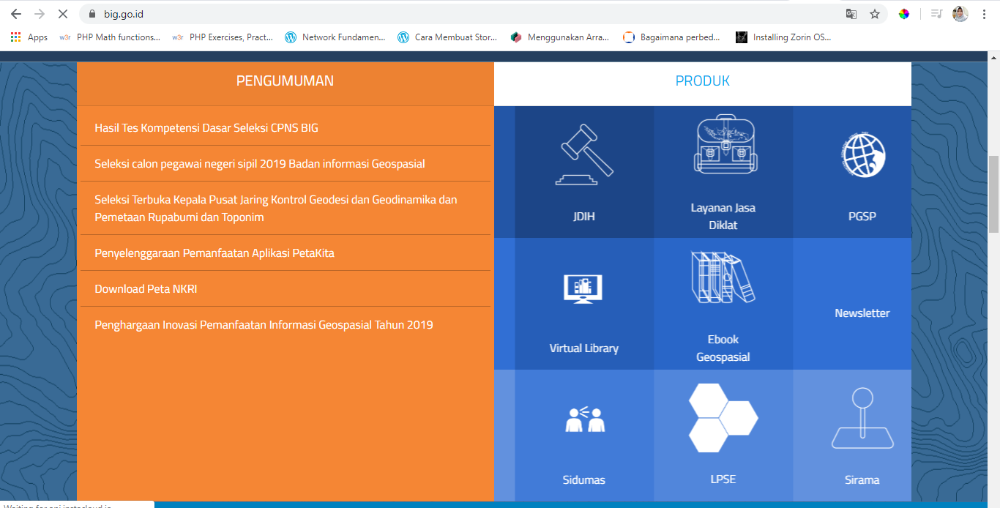 big.go.id
Apps
w3r PHP Math functions...
w3r PHP Exercises, Pract...
Network Fundamen...
Cara Membuat Stor...
Menggunakan Arra...
Bagaimana perbed...
Installing Zorin OS...
PENGUMUMAN
Hasil Tes Kompetensi Dasar Seleksi CPNS BIG
Seleksi calon pegawai negeri sipil 2019 Badan informasi Geospasial
Seleksi Terbuka Kepala Pusat Jaring Kontrol Geodesi dan Geodinamika dan
Pemetaan Rupabumi dan Toponim
Penyelenggaraan Pemanfaatan Aplikasi PetaKita
Download Peta NKRI
Penghargaan Inovasi Pemanfaatan Informasi Geospasial Tahun 2019
PRODUK
JDIH
Layanan Jasa
Diklat
PGSP
Virtual Library
Ebook
Geospasial
Newsletter
Sidumas
LPSE
Sirama